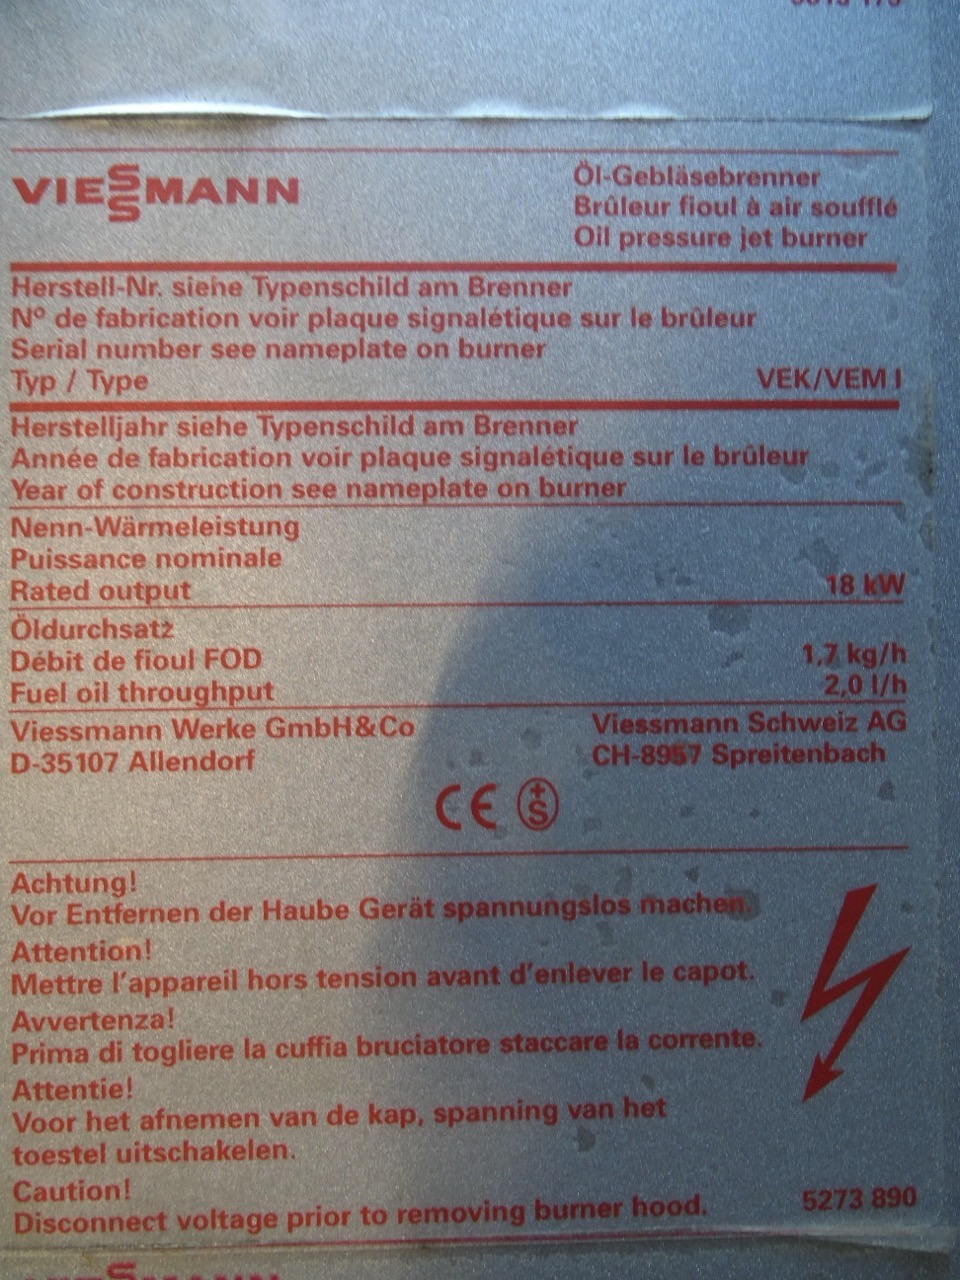 VIESSMANN
Öl-Gebläsebrenner
Brûleur fioul à air soufflé
Oil pressure jet burner
Herstell-Nr. siehe Typenschild am Brenner
N° de fabrication voir plaque signalétique sur le brûleur
Serial number see nameplate on burner
Typ / Type VEK/VEM I
Herstelljahr siehe Typenschild am Brenner
Année de fabrication voir plaque signalétique sur le brûleur
Year of construction see nameplate on burner
Nenn-Wärmeleistung
Puissance nominale
Rated output 18 kW
Öldurchsatz
Débit de fioul FOD 1,7 kg/h
Fuel oil throughput 2,0 l/h
Viessmann Werke GmbH&Co Viessmann Schweiz AG
D-35107 Allendorf CH-8957 Spreitenbach
CE +S
Achtung!
Vor Entfernen der Haube Gerät spannungslos machen.
Attention!
Mettre l'appareil hors tension avant d'enlever le capot.
Avvertenza!
Prima di togliere la cuffia bruciatore staccare la corrente.
Attentie!
Voor het afnemen van de kap, spanning van het
toestel uitschakelen.
Caution!
Disconnect voltage prior to removing burner hood. 5273 890
VIESSMANN